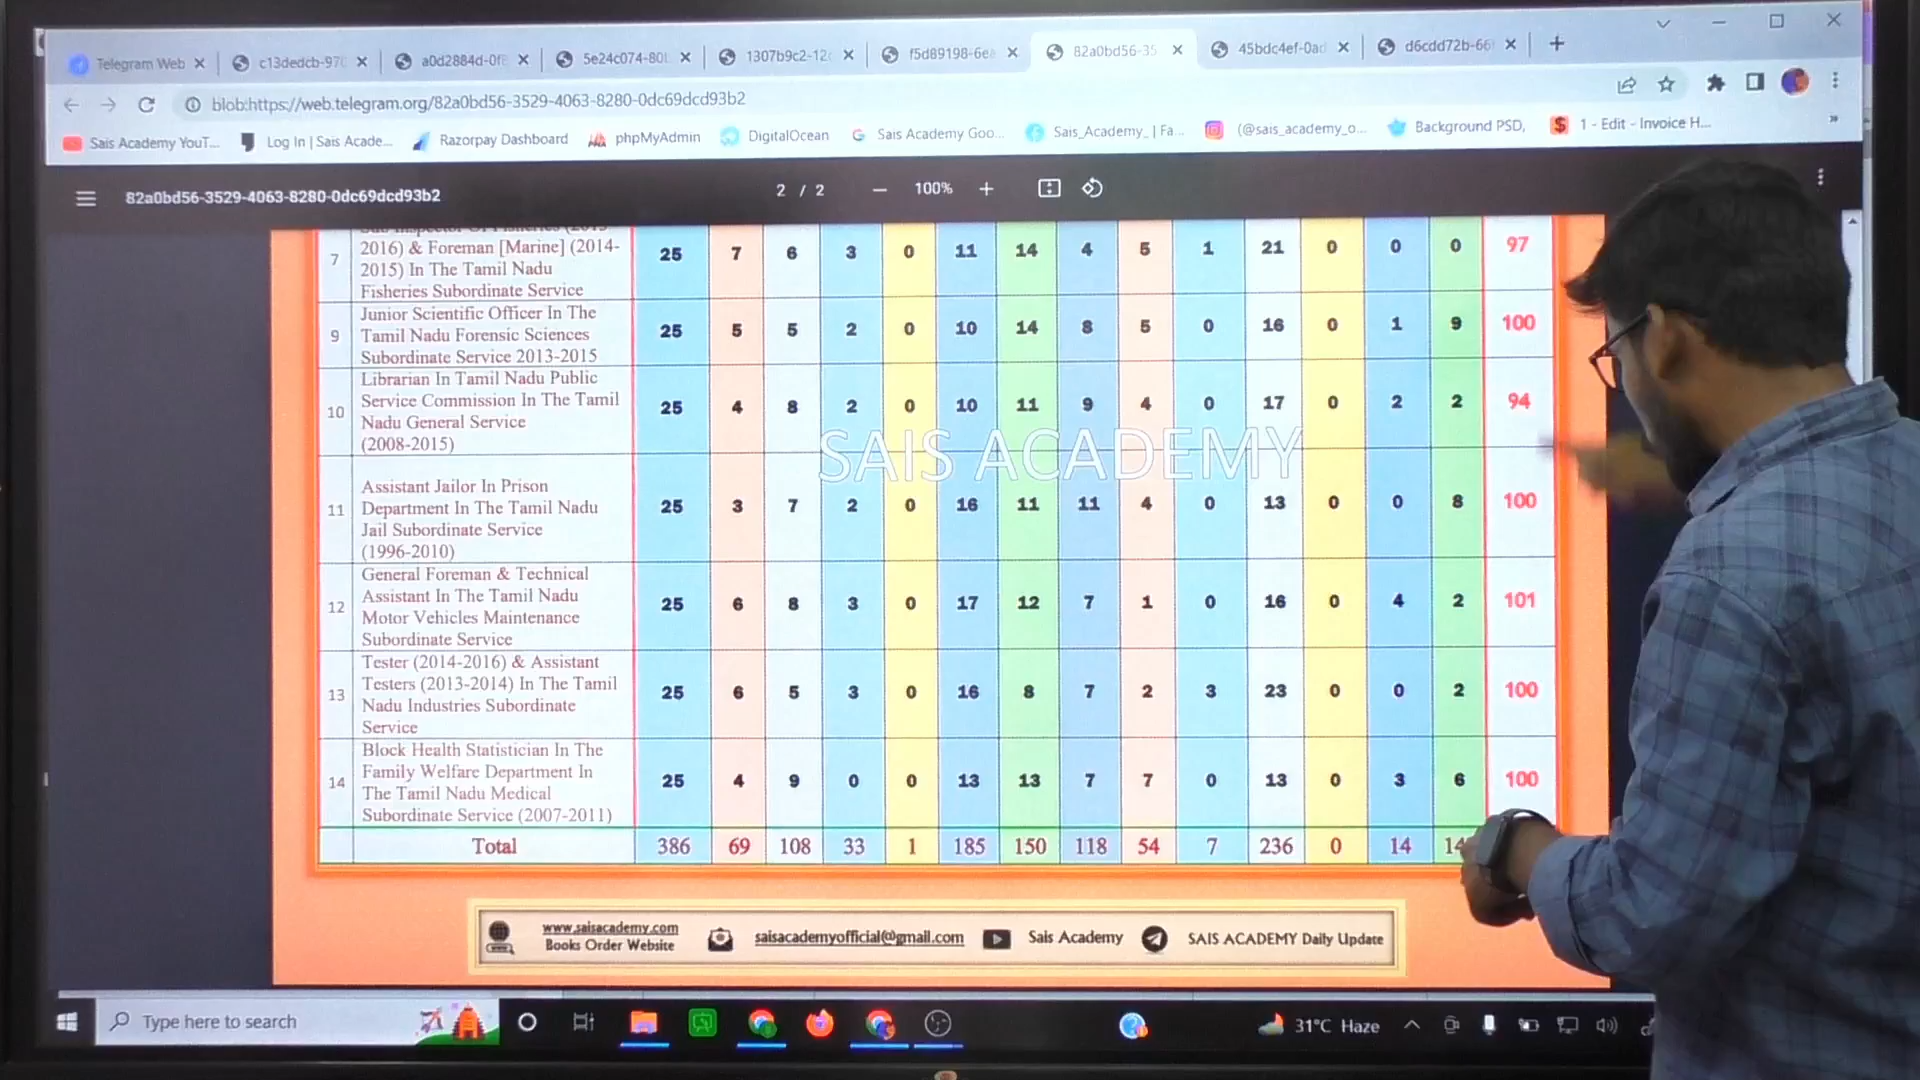 Telegram Web
c13dedcb-970
a0d2884d-0f8
5e24c074-80b
1307b9c2-12c
f5d89198-6ea
82a0bd56-35
45bdc4ef-0ad
d6cdd72b-66
blob:https://web.telegram.org/82a0bd56-3529-4063-8280-0dc69dcd93b2
Sais Academy YouT...
Log In | Sais Acade...
Razorpay Dashboard
phpMyAdmin
DigitalOcean
Sais Academy Goo...
Sais_Academy_ | Fa...
(@sais_academy_o...
Background PSD,
1 - Edit - Invoice H...
82a0bd56-3529-4063-8280-0dc69dcd93b2
2 / 2
100%
Sub Inspector Of Fisheries (2015-
2016) & Foreman [Marine] (2014-
7 2015) In The Tamil Nadu 25 7 6 3 0 11 14 4 5 1 21 0 0 0 97
Fisheries Subordinate Service
Junior Scientific Officer In The
9 Tamil Nadu Forensic Sciences 25 5 5 2 0 10 14 8 5 0 16 0 1 9 100
Subordinate Service 2013-2015
Librarian In Tamil Nadu Public
Service Commission In The Tamil
10 Nadu General Service 25 4 8 2 0 10 11 9 4 0 17 0 2 2 94
(2008-2015)
SAIS ACADEMY
Assistant Jailor In Prison
11 Department In The Tamil Nadu 25 3 7 2 0 16 11 11 4 0 13 0 0 8 100
Jail Subordinate Service
(1996-2010)
General Foreman & Technical
12 Assistant In The Tamil Nadu 25 6 8 3 0 17 12 7 1 0 16 0 4 2 101
Motor Vehicles Maintenance
Subordinate Service
Tester (2014-2016) & Assistant
13 Testers (2013-2014) In The Tamil 25 6 5 3 0 16 8 7 2 3 23 0 0 2 100
Nadu Industries Subordinate
Service
Block Health Statistician In The
14 Family Welfare Department In 25 4 9 0 0 13 13 7 7 0 13 0 3 6 100
The Tamil Nadu Medical
Subordinate Service (2007-2011)
Total 386 69 108 33 1 185 150 118 54 7 236 0 14
www.saisacademy.com
Books Order Website
saisacademyofficial@gmail.com
Sais Academy
SAIS ACADEMY Daily Update
Type here to search
31°C Haze